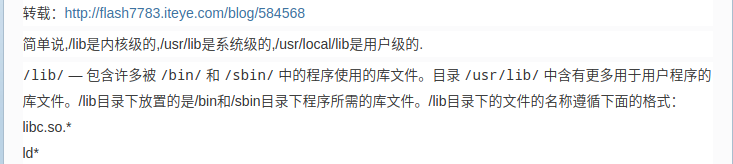 转载：http://flash7783.iteye.com/blog/584568
简单说,/lib是内核级的,/usr/lib是系统级的,/usr/local/lib是用户级的.
/lib/ — 包含许多被 /bin/ 和 /sbin/ 中的程序使用的库文件。目录 /usr/lib/ 中含有更多用于用户程序的
库文件。/lib目录下放置的是/bin和/sbin目录下程序所需的库文件。/lib目录下的文件的名称遵循下面的格式：
libc.so.*
ld*